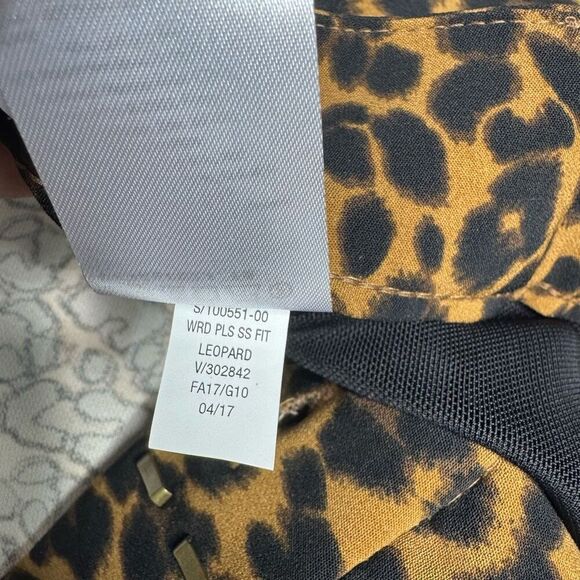 S/100551-00
WRD PLS SS FIT
LEOPARD
V/302842
FA17/G10
04/17